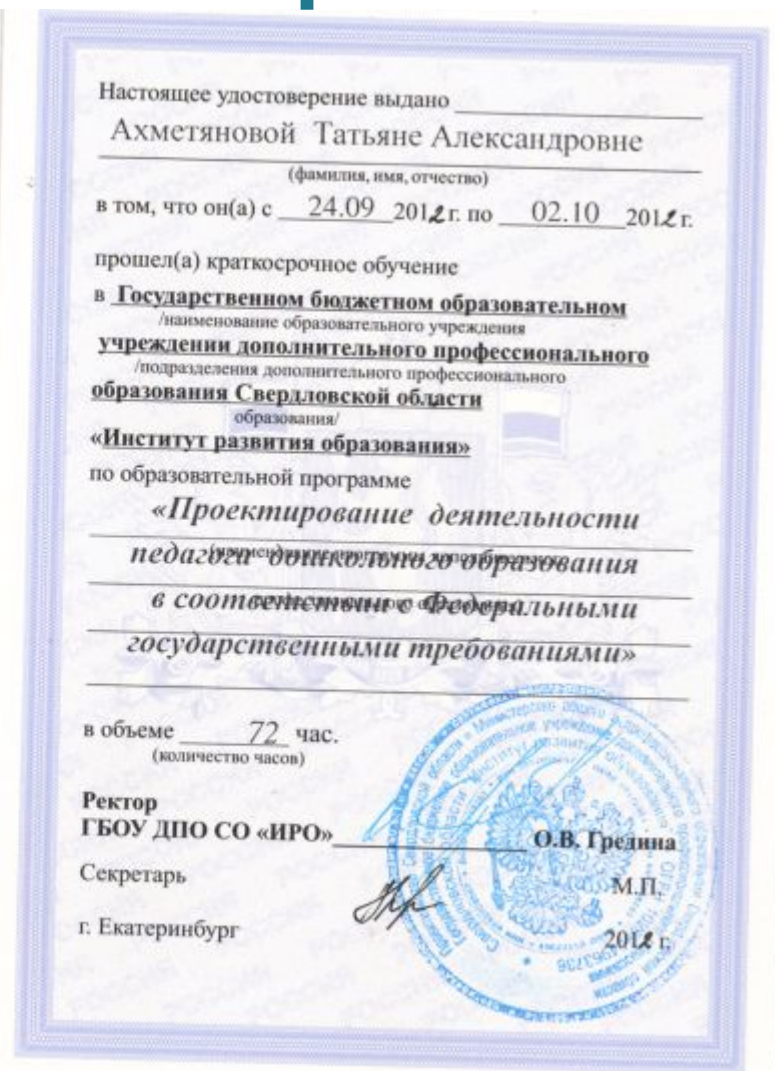 Настоящее удостоверение выдано
Ахметяновой Татьяне Александровне
(фамилия, имя, отчество)
в том, что он(а) с 24.09 2012 г. по 02.10 2012 г.
прошел(а) краткосрочное обучение
в Государственном бюджетном образовательном
/наименование образовательного учреждения
учреждении дополнительного профессионального
/подразделения дополнительного профессионального
образования Свердловской области
образования/
«Институт развития образования»
по образовательной программе
«Проектирование деятельности
педагога дошкольного образования
в соответствии с Федеральными
государственными требованиями»
в объеме 72 час.
(количество часов)
Ректор
ГБОУ ДПО СО «ИРО» О.В. Гредина
Секретарь М.П.
г. Екатеринбург 2012 г.